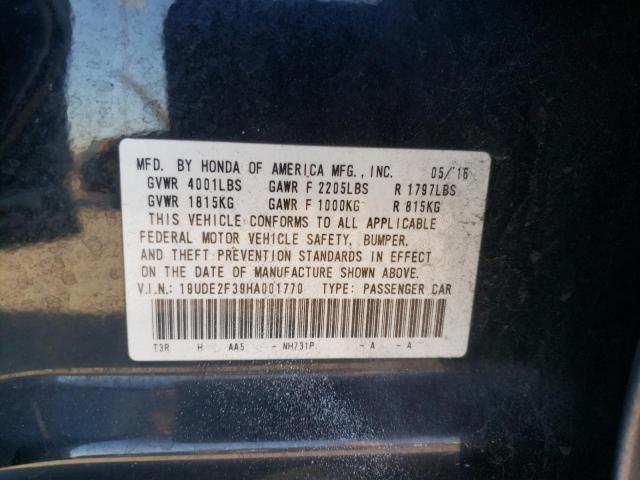 MFD. BY HONDA OF AMERICA MFG., INC. 05/16
GVWR 4001LBS GAWR F 2205LBS R 1797LBS
GVWR 1815KG GAWR F 1000KG R 815KG
THIS VEHICLE CONFORMS TO ALL APPLICABLE
FEDERAL MOTOR VEHICLE SAFETY, BUMPER,
AND THEFT PREVENTION STANDARDS IN EFFECT
ON THE DATE OF MANUFACTURE SHOWN ABOVE.
V.I.N.: 19UDE2F39HA001770 TYPE: PASSENGER CAR
T3R H AA5 - NH731P - A - A